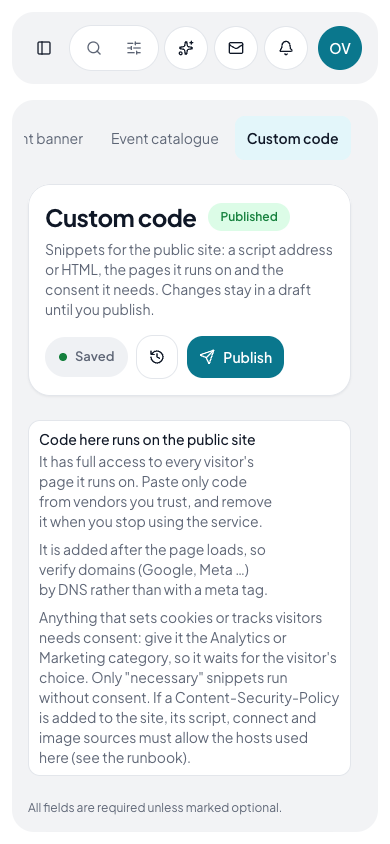 OV
nt banner
Event catalogue
Custom code
Custom code
Published
Snippets for the public site: a script address
or HTML, the pages it runs on and the
consent it needs. Changes stay in a draft
until you publish.
Saved
Publish
Code here runs on the public site
It has full access to every visitor's
page it runs on. Paste only code
from vendors you trust, and remove
it when you stop using the service.
It is added after the page loads, so
verify domains (Google, Meta …)
by DNS rather than with a meta tag.
Anything that sets cookies or tracks visitors
needs consent: give it the Analytics or
Marketing category, so it waits for the visitor's
choice. Only "necessary" snippets run
without consent. If a Content-Security-Policy
is added to the site, its script, connect and
image sources must allow the hosts used
here (see the runbook).
All fields are required unless marked optional.